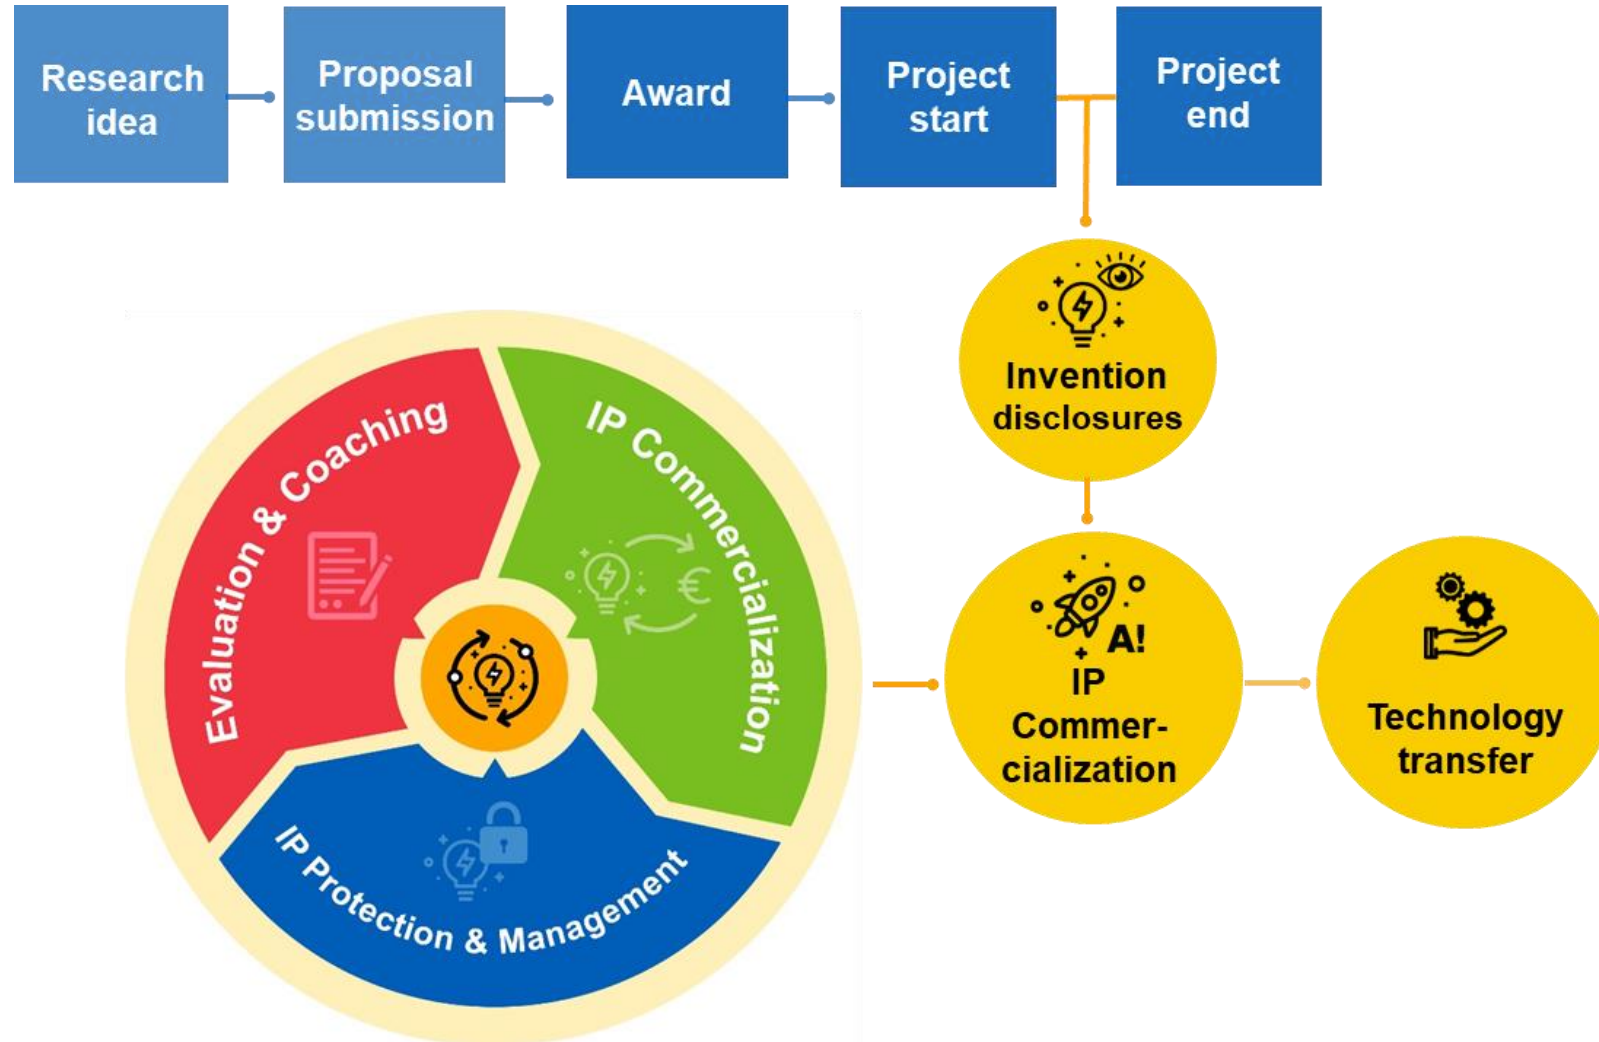 Research
idea
Proposal
submission
Award
Project
start
Project
end
Invention
disclosures
Evaluation & Coaching
IP Commercialization
€
IP Protection & Management
A!
IP
Commer-
cialization
Technology
transfer